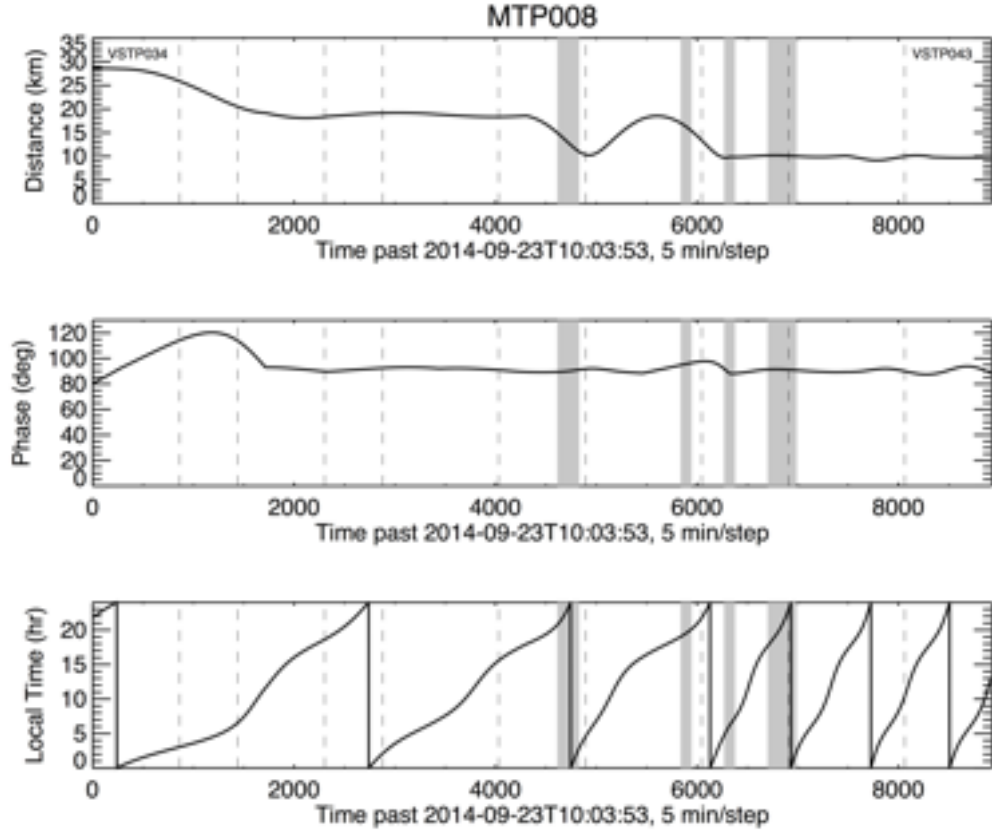 MTP008
35
30
25
20
15
10
5
0
Distance (km)
VSTP034
VSTP043
0 2000 4000 6000 8000
Time past 2014-09-23T10:03:53, 5 min/step
120
100
80
60
40
20
0
Phase (deg)
0 2000 4000 6000 8000
Time past 2014-09-23T10:03:53, 5 min/step
20
15
10
5
0
Local Time (hr)
0 2000 4000 6000 8000
Time past 2014-09-23T10:03:53, 5 min/step